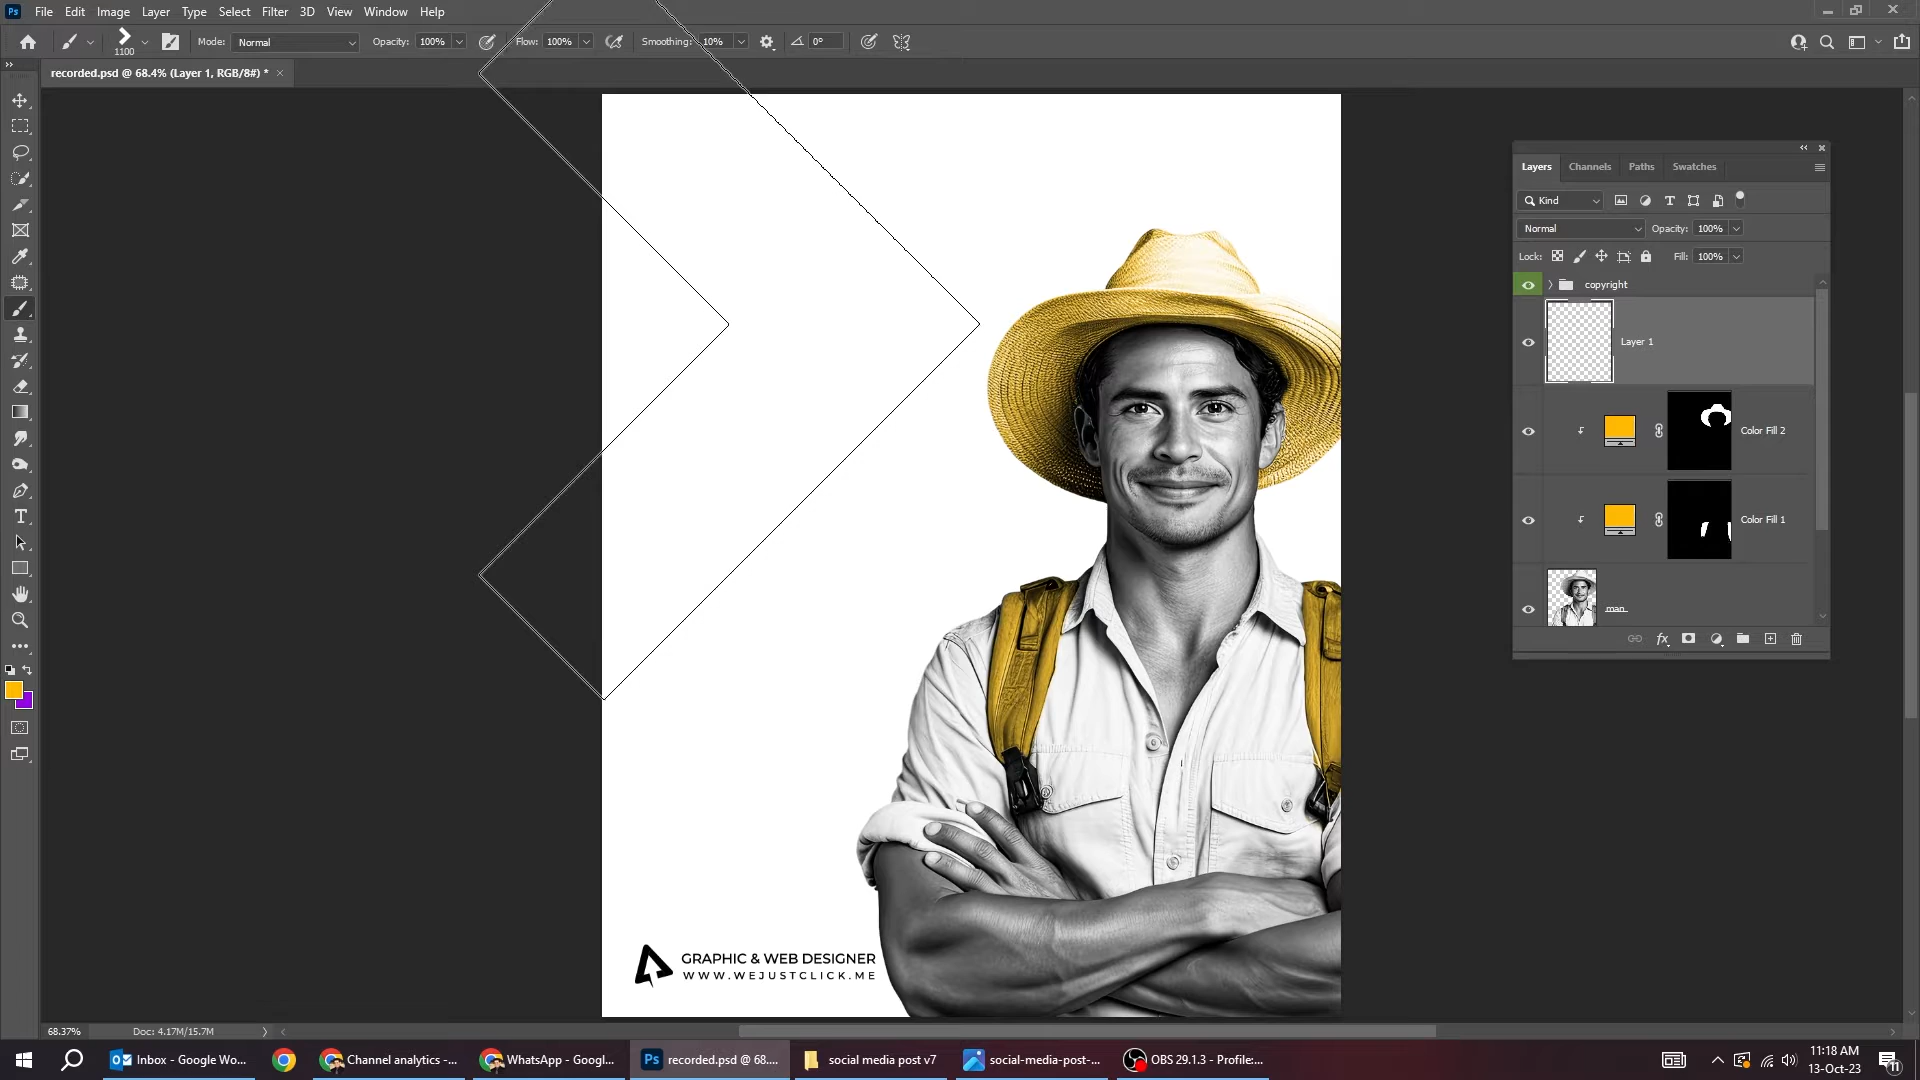 Ps File Edit Image Layer Type Select Filter 3D View Window Help
1100 Mode: Normal Opacity: 100% Flow: 100% Smoothing: 10% 0°
recorded.psd @ 68.4% (Layer 1, RGB/8#) * ×
Layers Channels Paths Swatches
Kind
Normal Opacity: 100%
Lock: Fill: 100%
copyright
Layer 1
Color Fill 2
Color Fill 1
man
GRAPHIC & WEB DESIGNER
WWW.WEJUSTCLICK.ME
68.37% Doc: 4.17M/15.7M
Inbox - Google Wo... Channel analytics -... WhatsApp - Googl... Ps recorded.psd @ 68.... social media post v7 social-media-post-... OBS 29.1.3 - Profile:...
11:18 AM
13-Oct-23
11